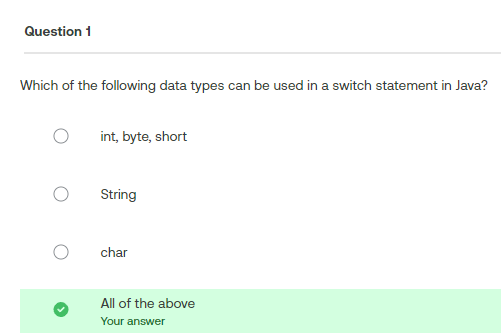 Question 1
Which of the following data types can be used in a switch statement in Java?
int, byte, short
String
char
All of the above
Your answer